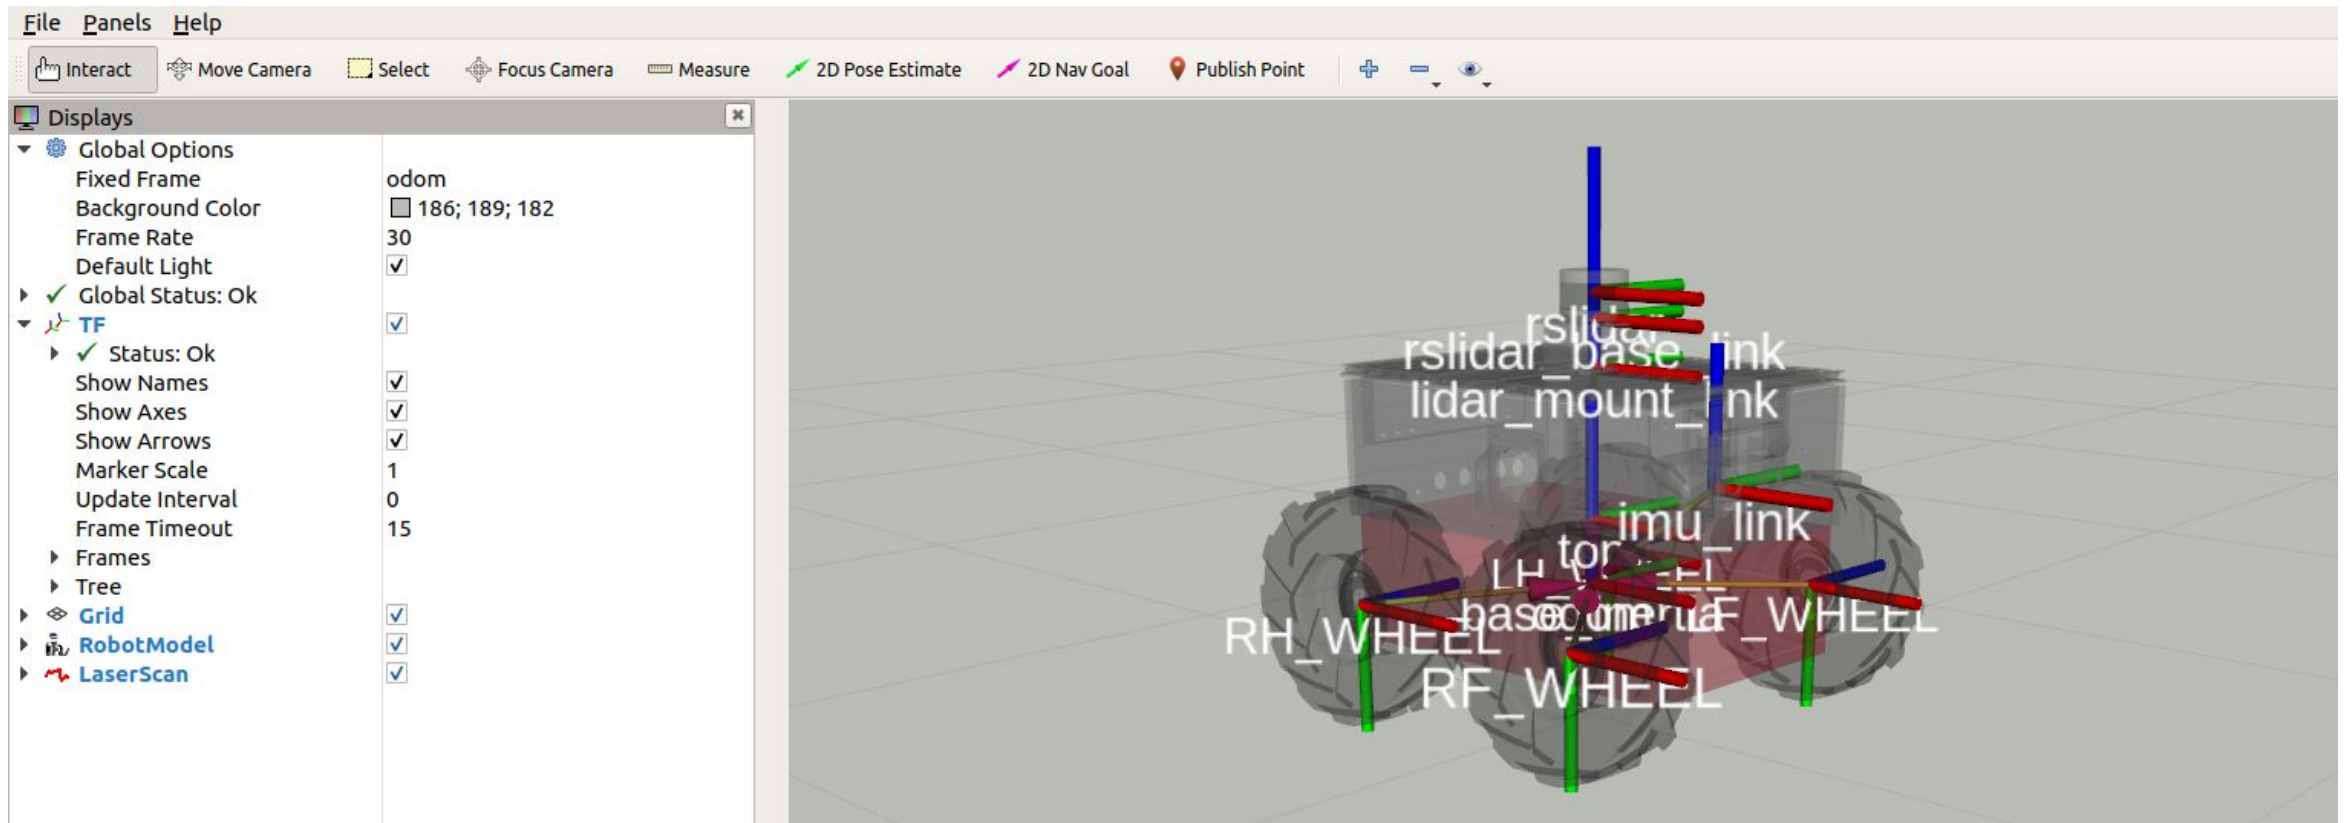 File Panels Help
Interact Move Camera Select Focus Camera Measure 2D Pose Estimate 2D Nav Goal Publish Point
Displays
Global Options
Fixed Frame odom
Background Color 186; 189; 182
Frame Rate 30
Default Light
Global Status: Ok
TF
Status: Ok
Show Names
Show Axes
Show Arrows
Marker Scale 1
Update Interval 0
Frame Timeout 15
Frames
Tree
Grid
RobotModel
LaserScan
rslidar
rslidar_base_link
lidar_mount_link
imu_link
LH_WHEEL
LF_WHEEL
RH_WHEEL
RF_WHEEL